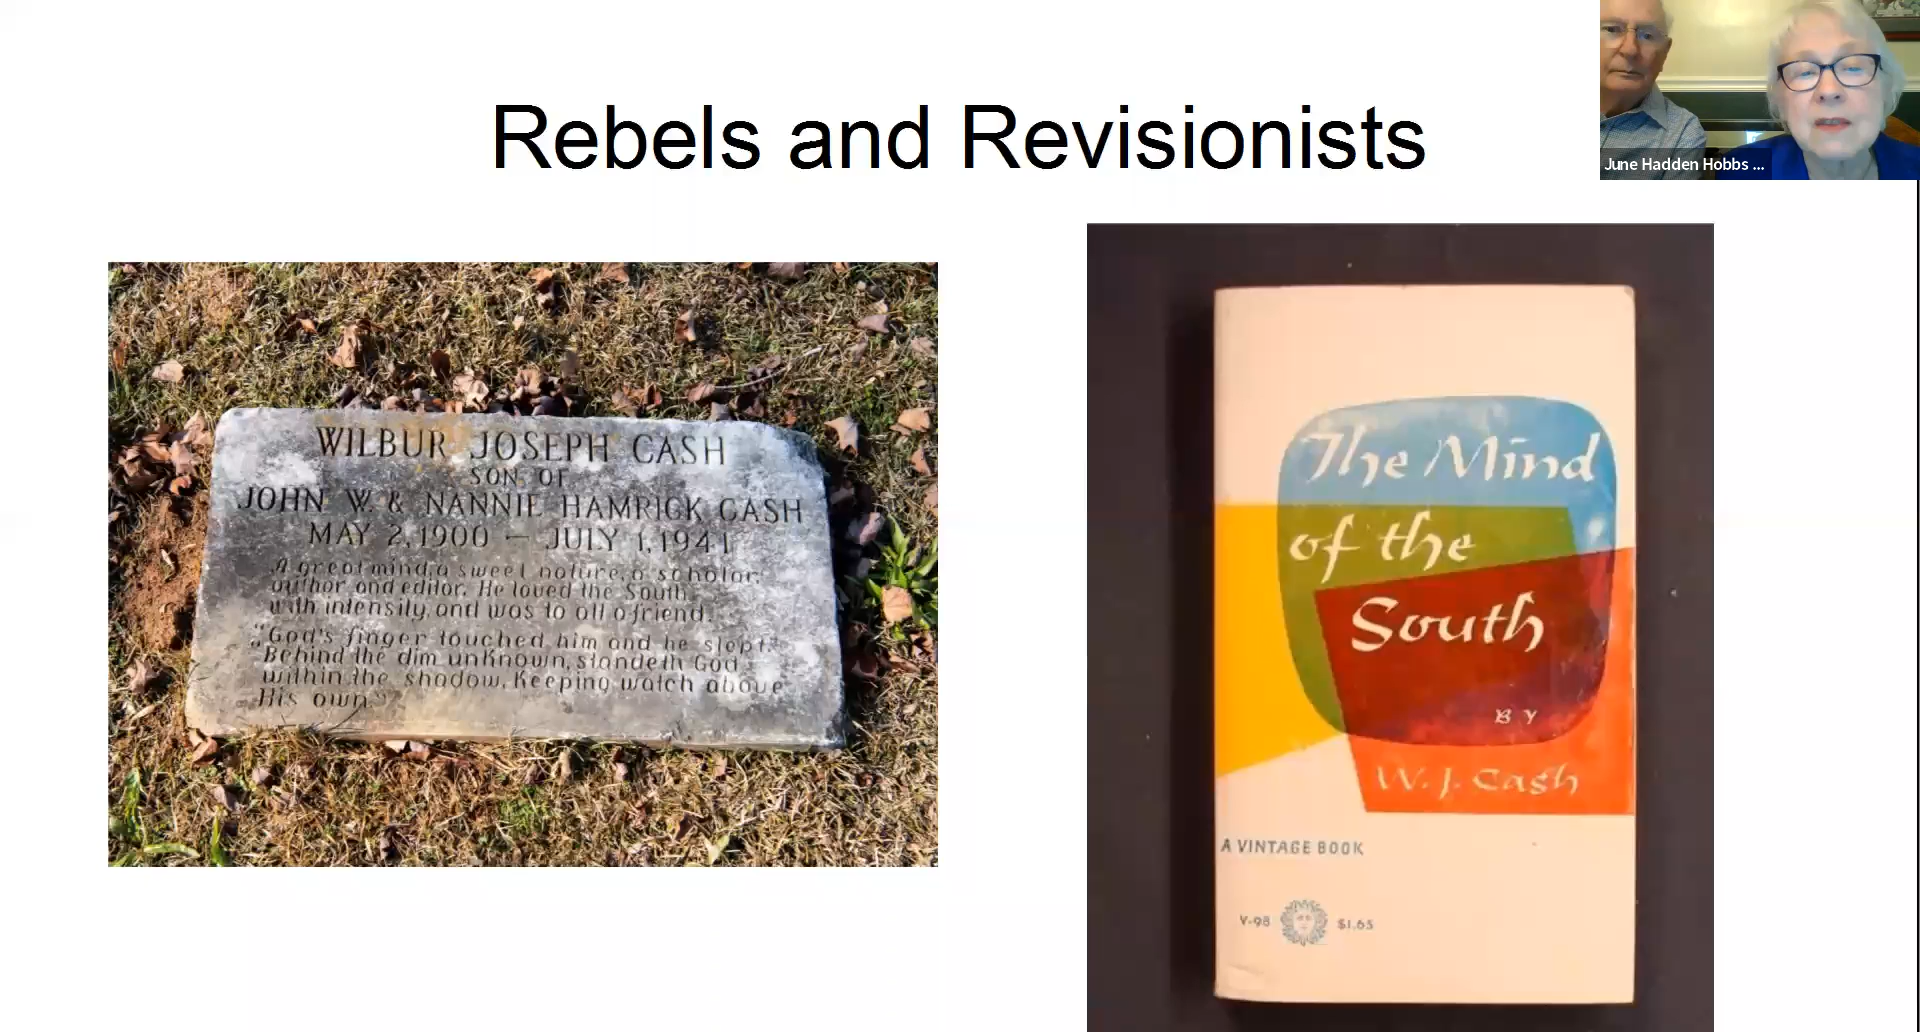 Rebels and Revisionists
June Hadden Hobbs ...
WILBUR JOSEPH CASH
SON OF
JOHN W. & NANNIE HAMRICK CASH
MAY 2, 1900 — JULY 1, 1941
A great mind, a sweet nature, a scholar,
author and editor. He loved the South
with intensity, and was to all a friend.
"God's finger touched him and he slept."
"Behind the dim unknown, standeth God
within the shadow, Keeping watch above
His own."
The Mind
of the
South
BY
W. J. Cash
A VINTAGE BOOK
V-98 $1.65